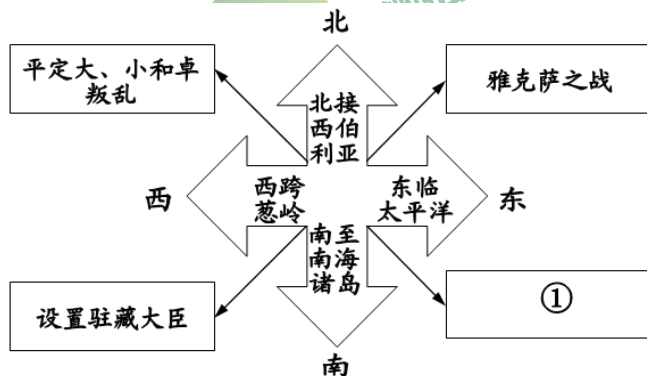 北
平定大、小和卓
叛乱
雅克萨之战
北接
西伯
利亚
西
西跨
葱岭
东临
太平洋
东
南至
南海
诸岛
设置驻藏大臣
①
南